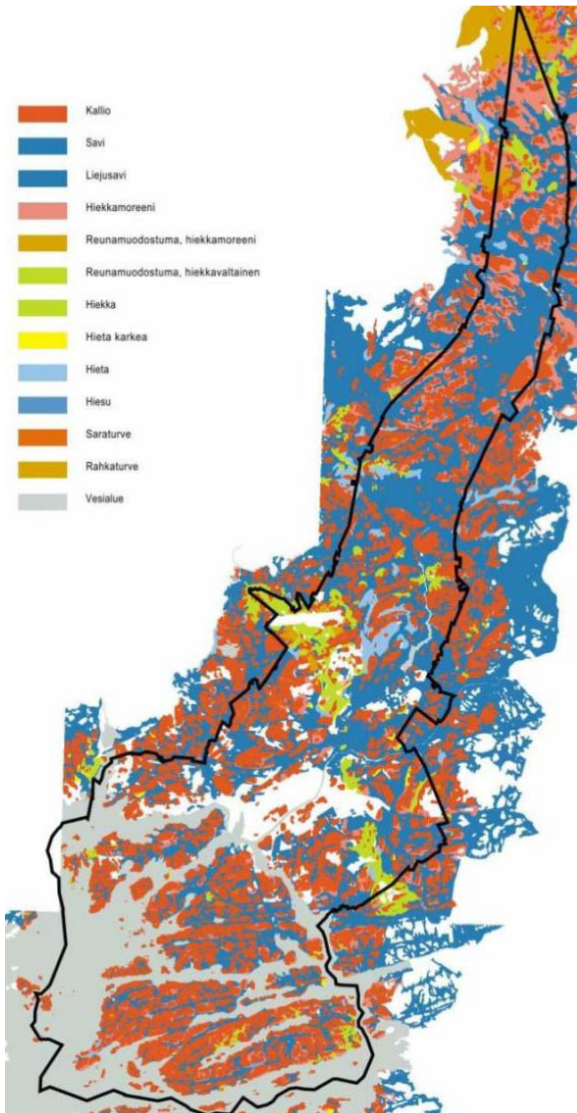 Kallio
Savi
Liejusavi
Hiekkamoreeni
Reunamuodostuma, hiekkamoreeni
Reunamuodostuma, hiekkavaltainen
Hiekka
Hieta karkea
Hieta
Hiesu
Saraturve
Rahkaturve
Vesialue